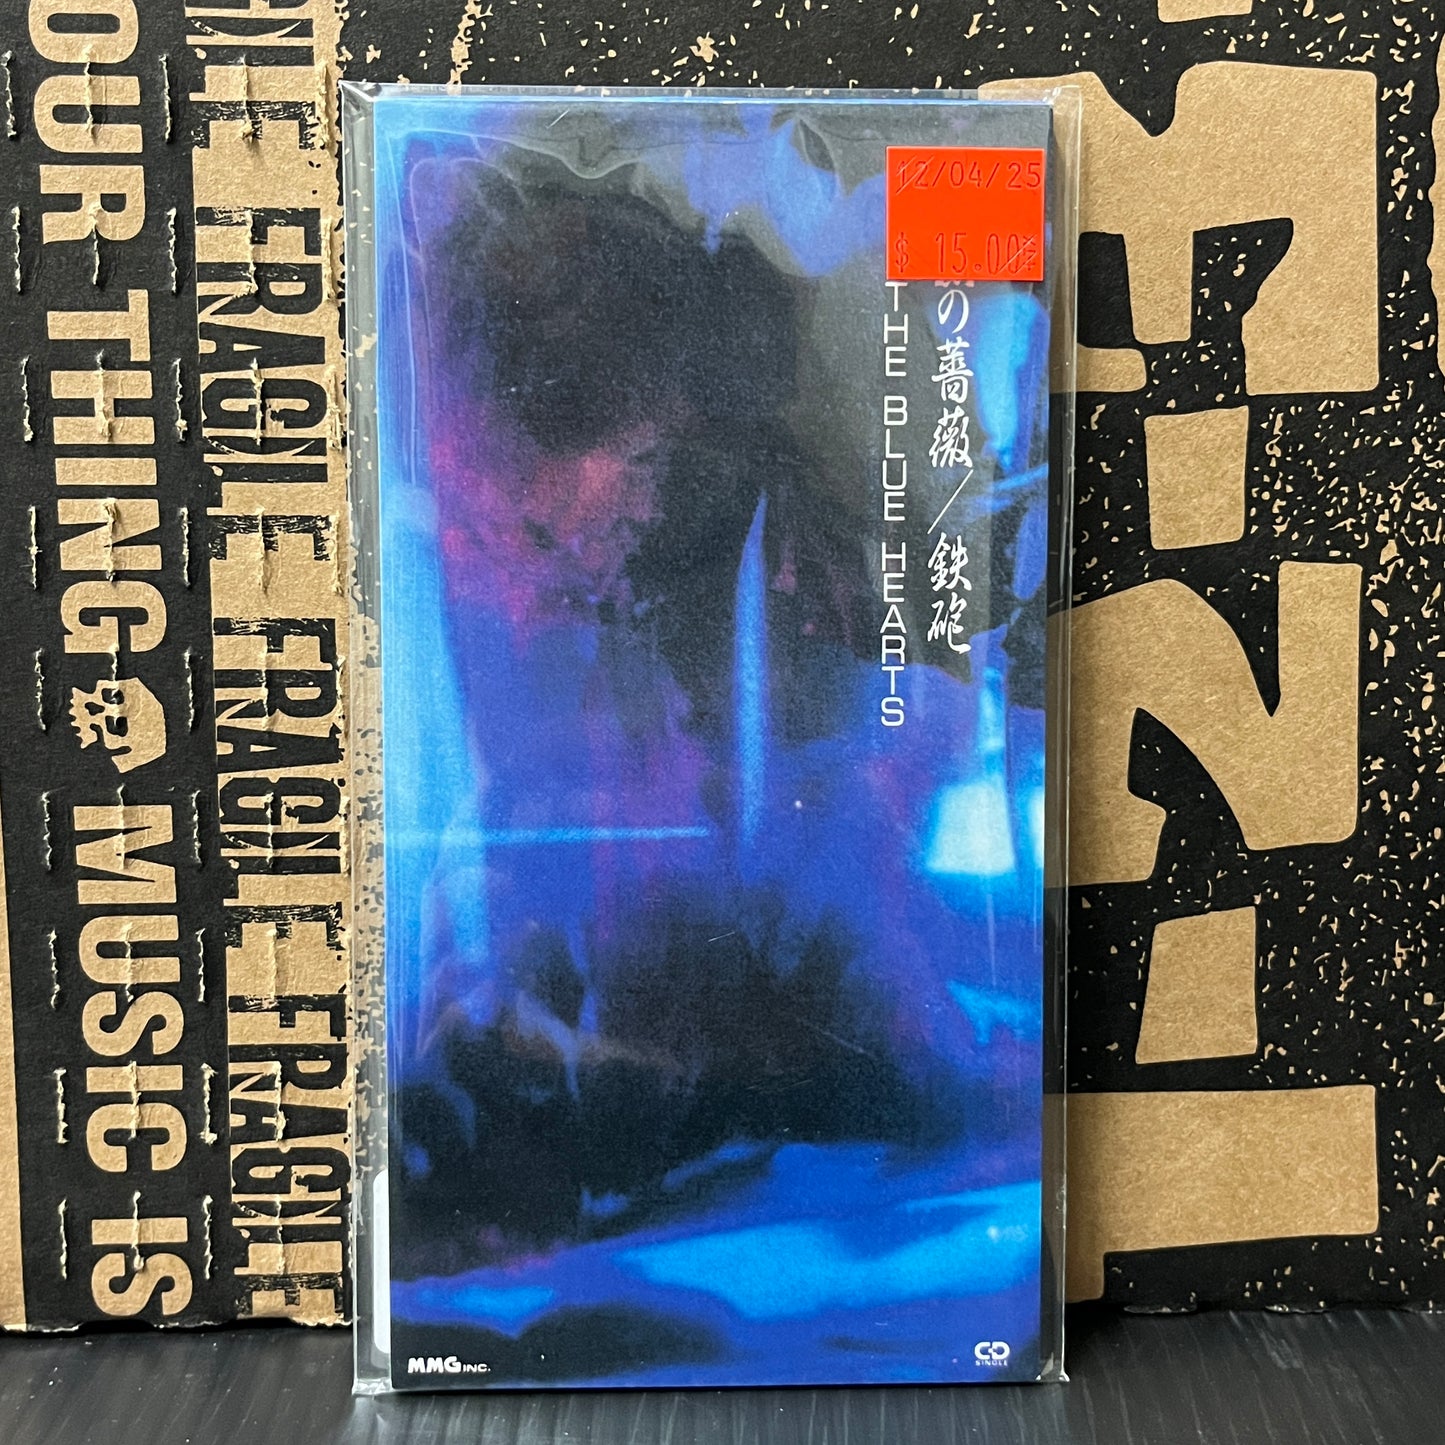 12/04/25
$ 15.00
の薔薇/鉄砲
THE BLUE HEARTS
MMG INC.
CD
SINGLE
OUR THING
MUSIC IS
FRAGILE FRAGILE FRAGILE FRAGILE